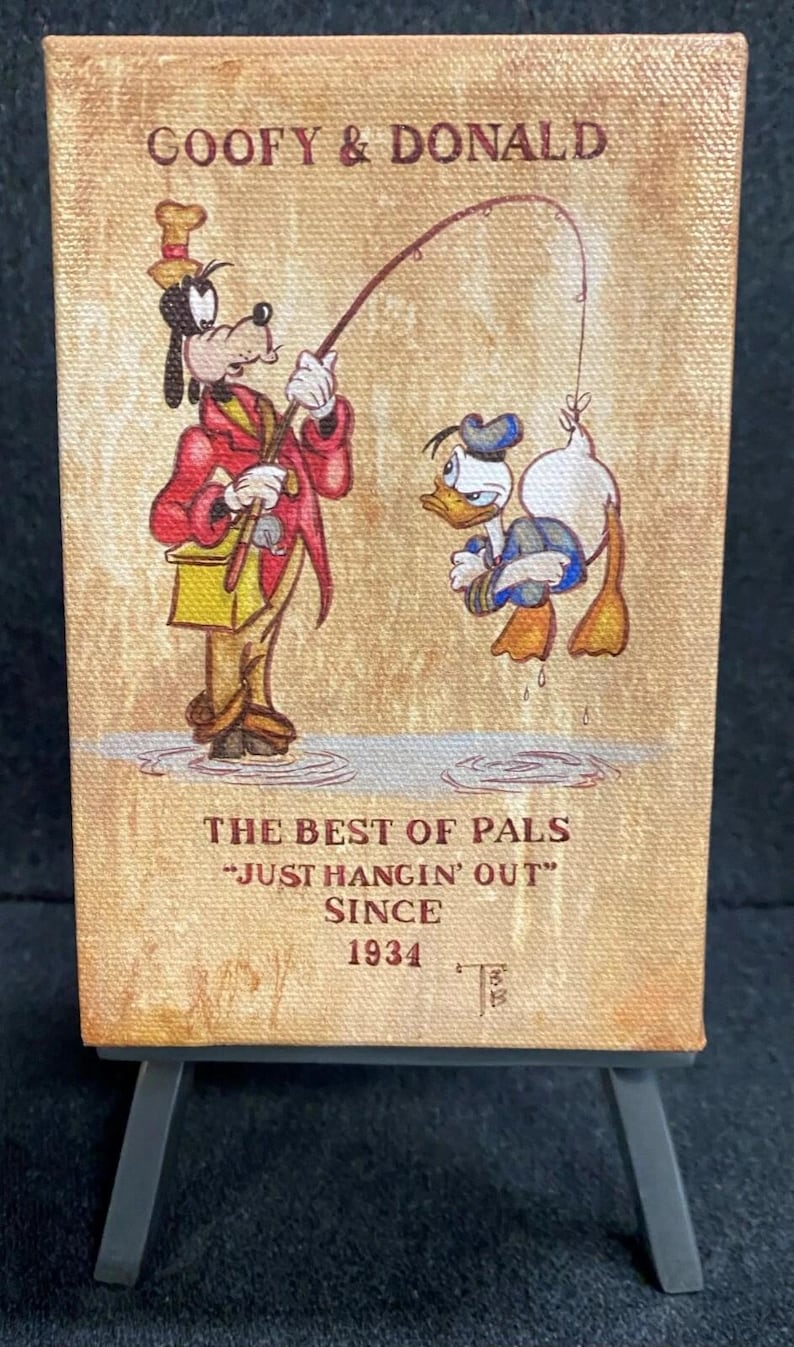 GOOFY & DONALD
THE BEST OF PALS
"JUST HANGIN' OUT"
SINCE
1934